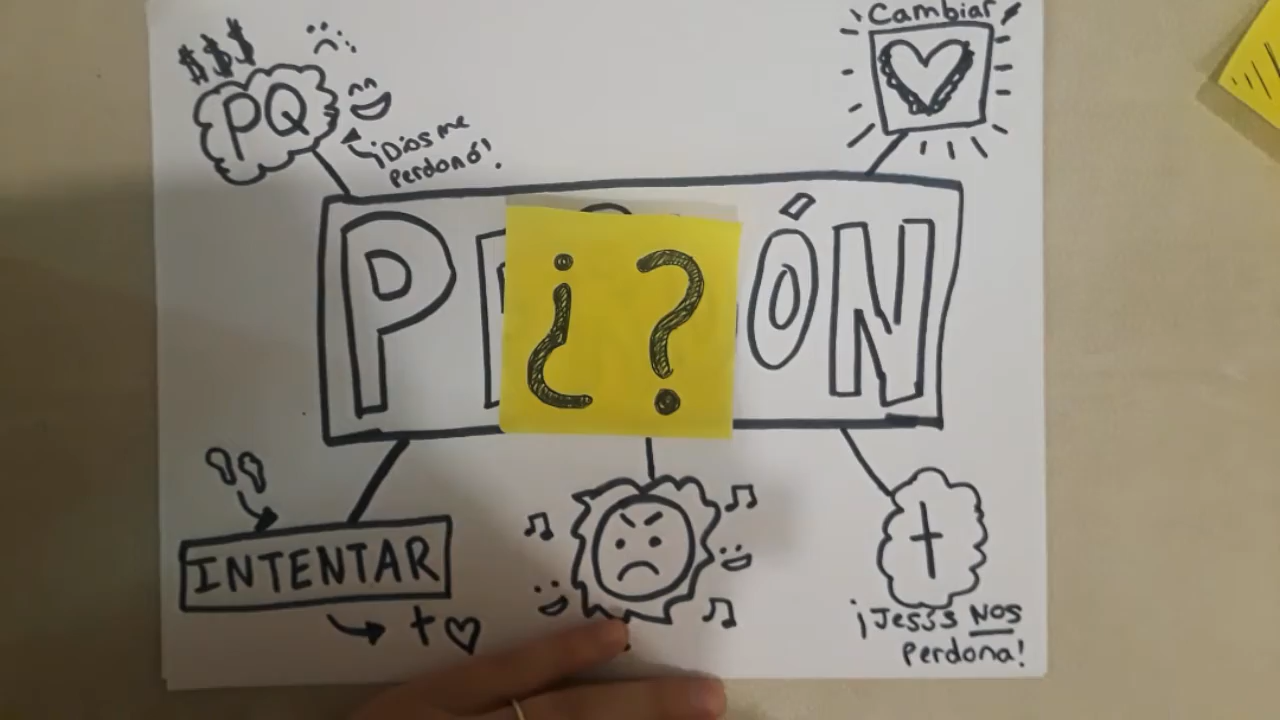 $$$
Cambiar
PQ
¡Dios me
perdonó!
P ÓN
¿?
INTENTAR
¡Jesús NOS
perdona!